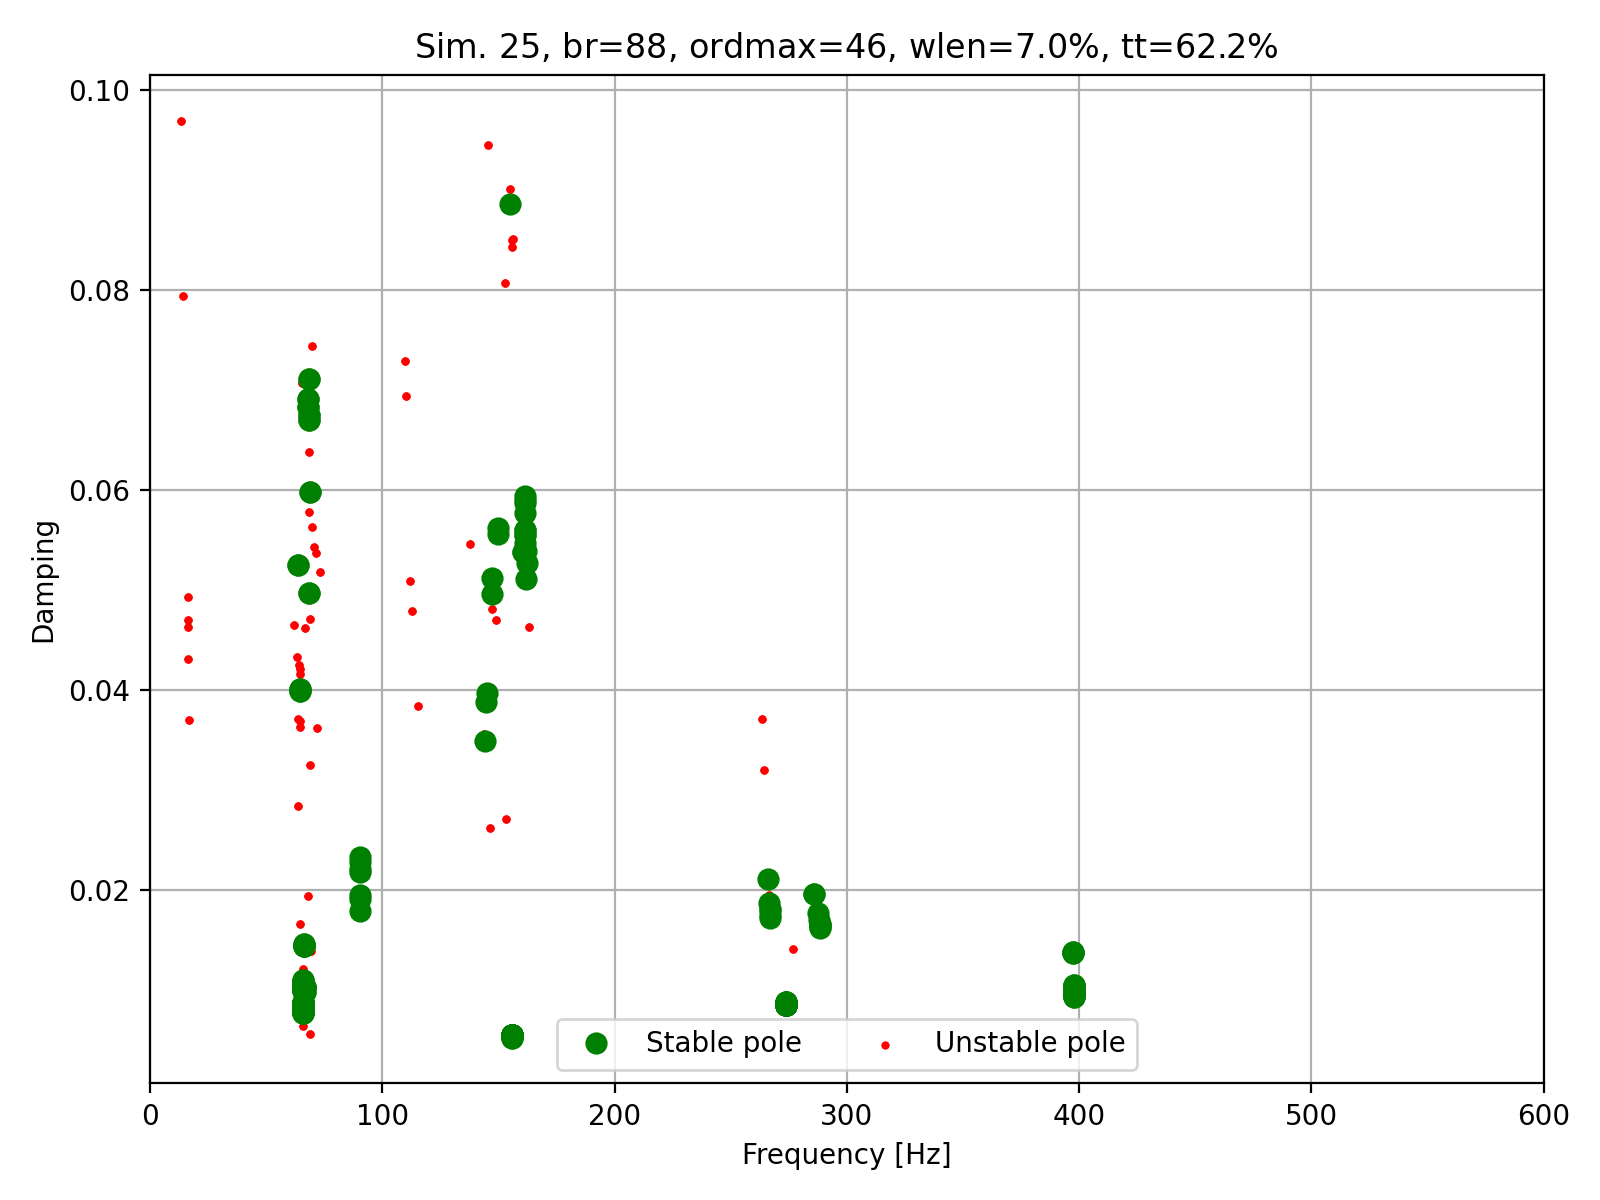 Sim. 25, br=88, ordmax=46, wlen=7.0%, tt=62.2%
0.10
0.08
0.06
0.04
0.02
Damping
Stable pole
Unstable pole
0 100 200 300 400 500 600
Frequency [Hz]